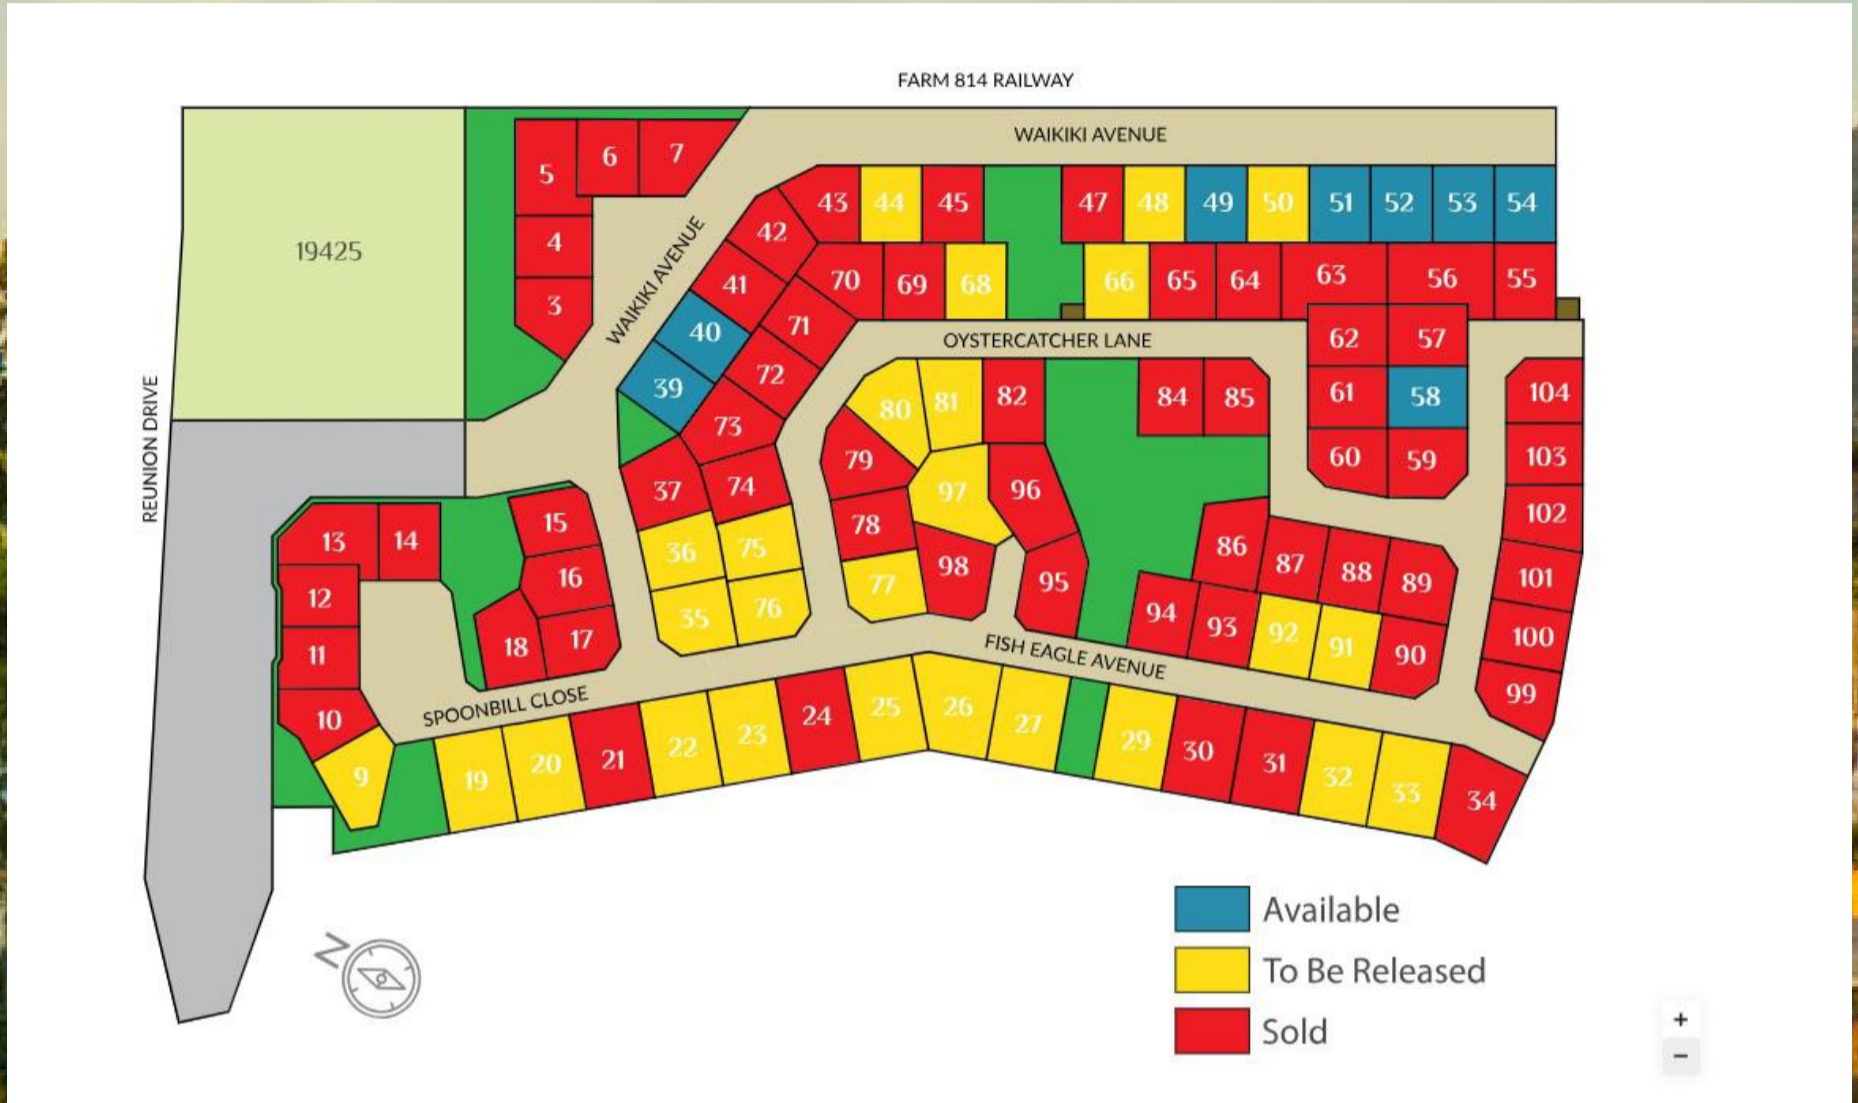 FARM 814 RAILWAY
WAIKIKI AVENUE
5 6 7
4
3
19425
WAIKIKI AVENUE
43 44 45 47 48 49 50 51 52 53 54
42
41
40
39
70 69 68 66 65 64 63 56 55
71
72
73
OYSTERCATCHER LANE
62 57
61 58
60 59
80 81 82 84 85
79 97 96
78
77 98 95
104
103
102
101
100
99
REUNION DRIVE
37 74
36 75
35 76
13 14 15
12 16
11 18 17
10
9
86 87 88 89
94 93 92 91 90
FISH EAGLE AVENUE
SPOONBILL CLOSE
19 20 21 22 23 24 25 26 27 29 30 31 32 33 34
N
Available
To Be Released
Sold
+
−